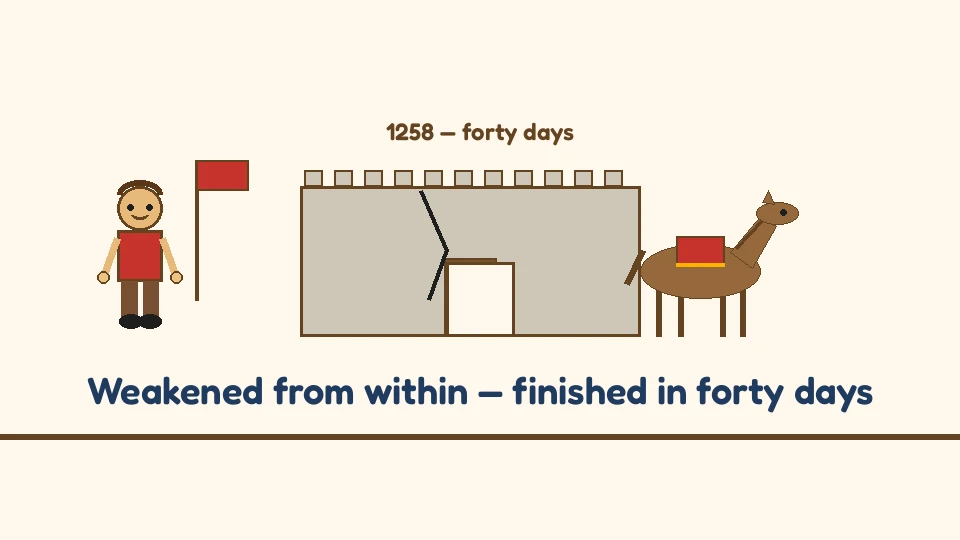 1258 — forty days
Weakened from within — finished in forty days